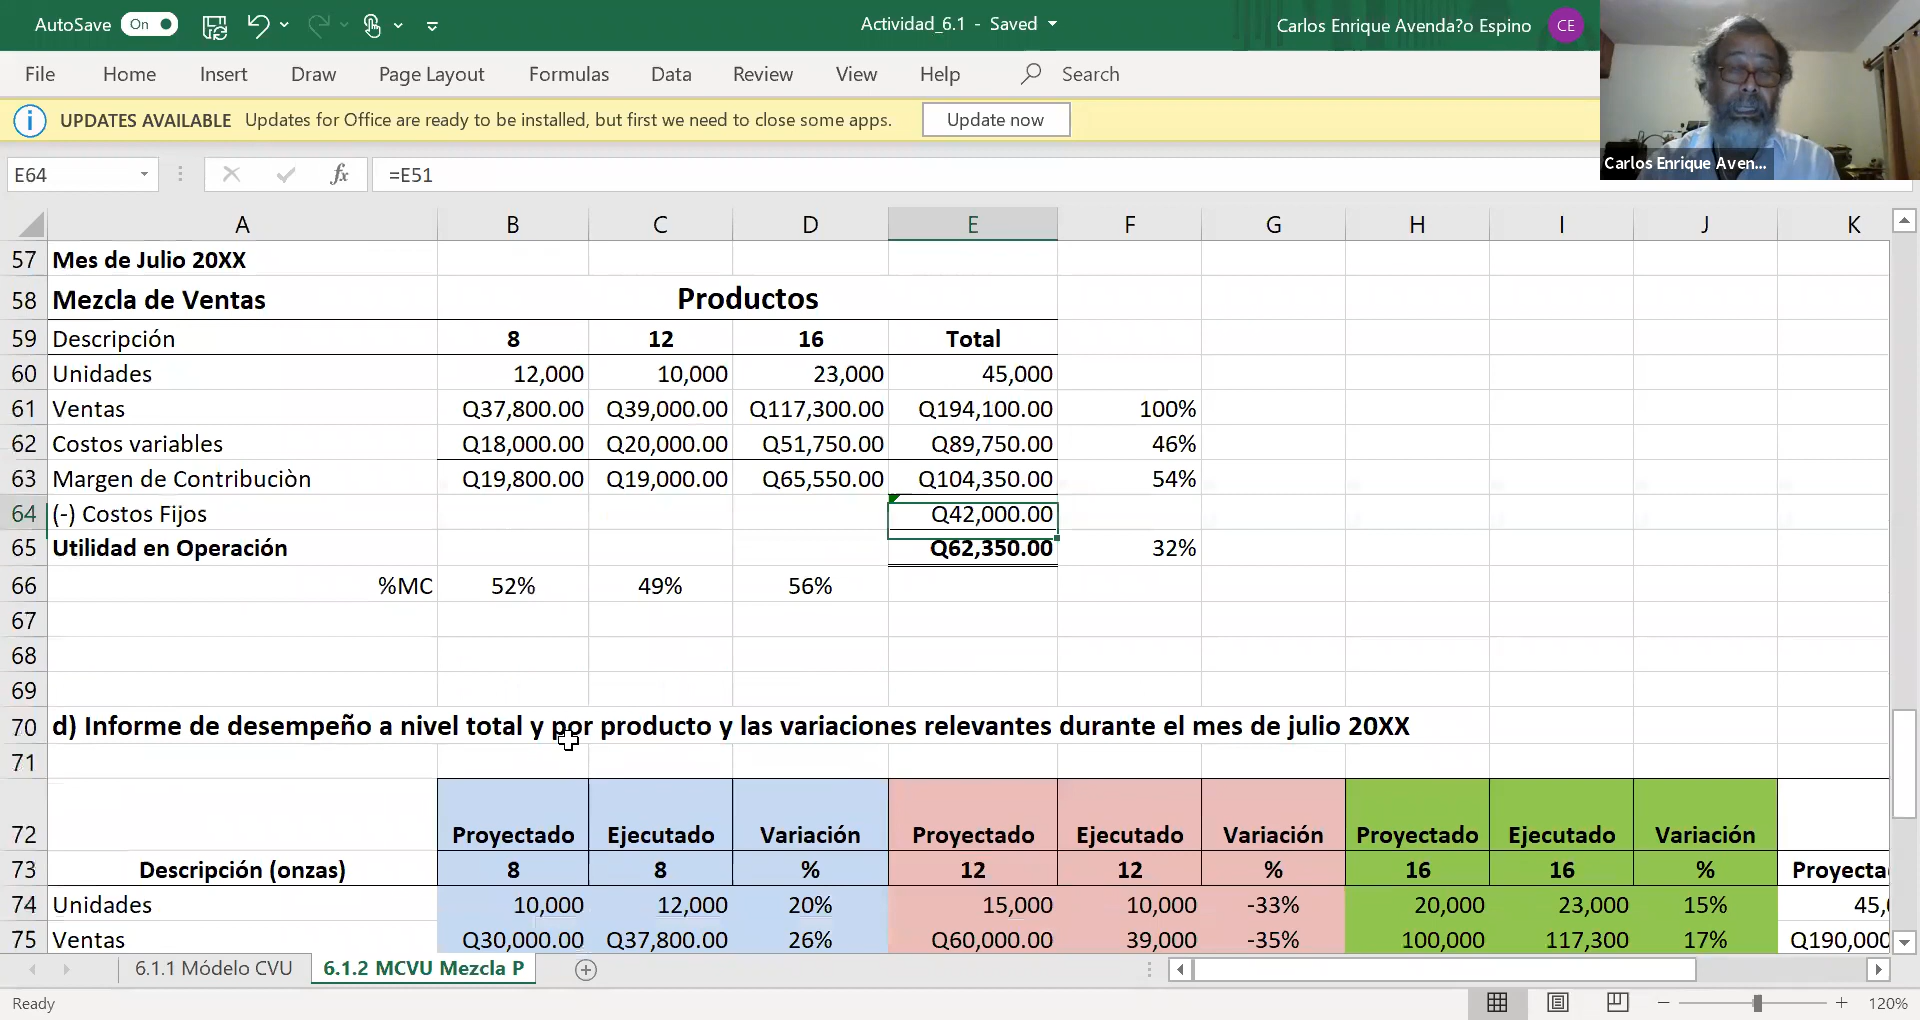 AutoSave On
Actividad_6.1 - Saved
Carlos Enrique Avenda?o Espino CE
File Home Insert Draw Page Layout Formulas Data Review View Help Search
UPDATES AVAILABLE Updates for Office are ready to be installed, but first we need to close some apps. Update now
Carlos Enrique Aven...
E64 fx =E51
A B C D E F G H I J K
57 Mes de Julio 20XX
58 Mezcla de Ventas Productos
59 Descripción 8 12 16 Total
60 Unidades 12,000 10,000 23,000 45,000
61 Ventas Q37,800.00 Q39,000.00 Q117,300.00 Q194,100.00 100%
62 Costos variables Q18,000.00 Q20,000.00 Q51,750.00 Q89,750.00 46%
63 Margen de Contribuciòn Q19,800.00 Q19,000.00 Q65,550.00 Q104,350.00 54%
64 (-) Costos Fijos Q42,000.00
65 Utilidad en Operación Q62,350.00 32%
66 %MC 52% 49% 56%
67
68
69
70 d) Informe de desempeño a nivel total y por producto y las variaciones relevantes durante el mes de julio 20XX
71
72 Proyectado Ejecutado Variación Proyectado Ejecutado Variación Proyectado Ejecutado Variación
73 Descripción (onzas) 8 8 % 12 12 % 16 16 % Proyecta
74 Unidades 10,000 12,000 20% 15,000 10,000 -33% 20,000 23,000 15% 45,
75 Ventas Q30,000.00 Q37,800.00 26% Q60,000.00 39,000 -35% 100,000 117,300 17% Q190,000
6.1.1 Módelo CVU 6.1.2 MCVU Mezcla P
Ready 120%